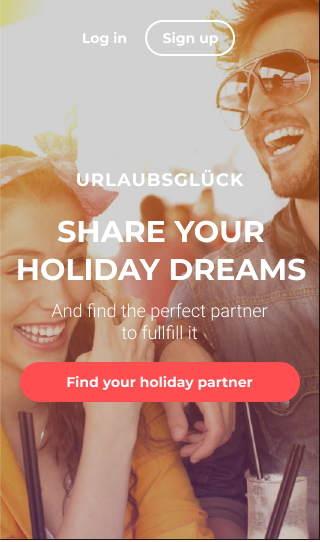 Log in
Sign up
URLAUBSGLÜCK
SHARE YOUR
HOLIDAY DREAMS
And find the perfect partner
to fullfill it
Find your holiday partner